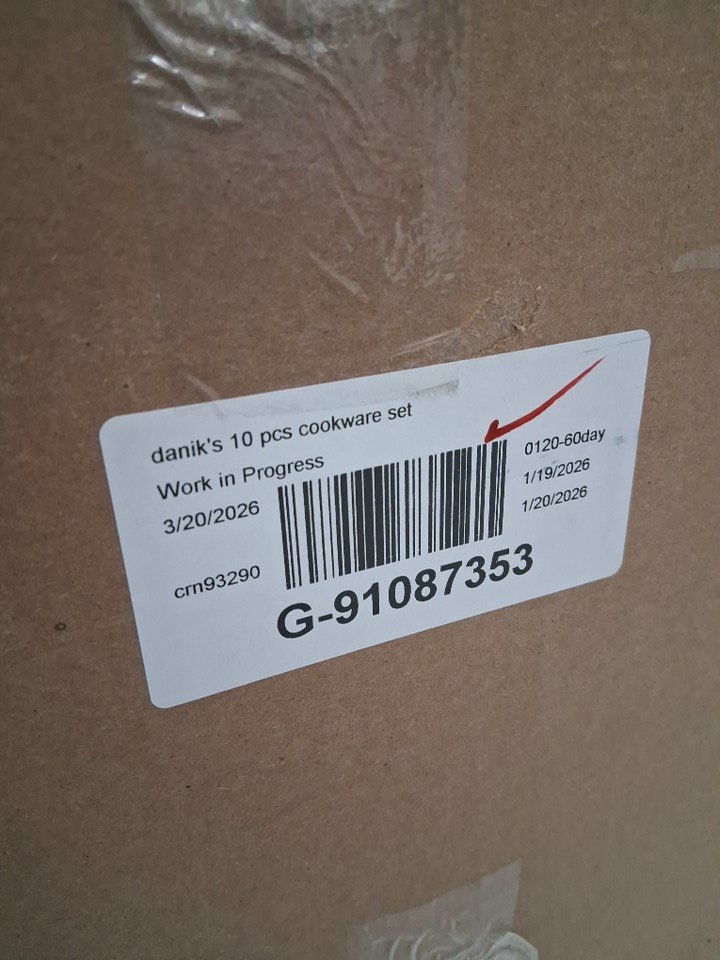 danik's 10 pcs cookware set
Work in Progress
3/20/2026
crn93290
0120-60day
1/19/2026
1/20/2026
G-91087353